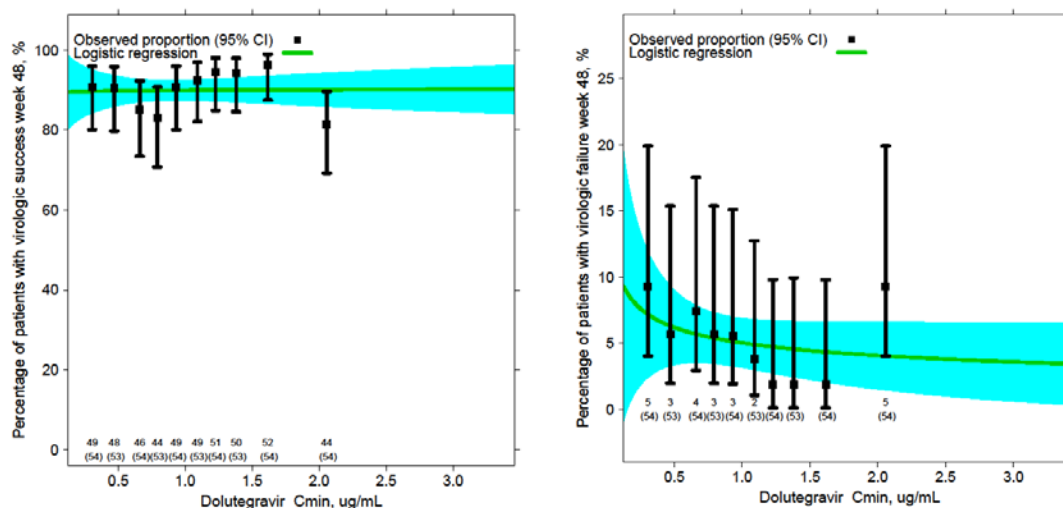 Percentage of patients with virologic success week 48, %
Observed proportion (95% CI)
Logistic regression
100
80
60
40
20
0
49 48 46 44 49 49 51 50 52 44
(54) (53) (54) (53) (54) (53) (54) (53) (54) (54)
0.5 1.0 1.5 2.0 2.5 3.0
Dolutegravir Cmin, ug/mL
Percentage of patients with virologic failure week 48, %
Observed proportion (95% CI)
Logistic regression
25
20
15
10
5
0
5 3 4 3 3 2 5
(54) (53) (54) (53) (54) (53) (54) (53) (54) (54)
0.5 1.0 1.5 2.0 2.5 3.0
Dolutegravir Cmin, ug/mL